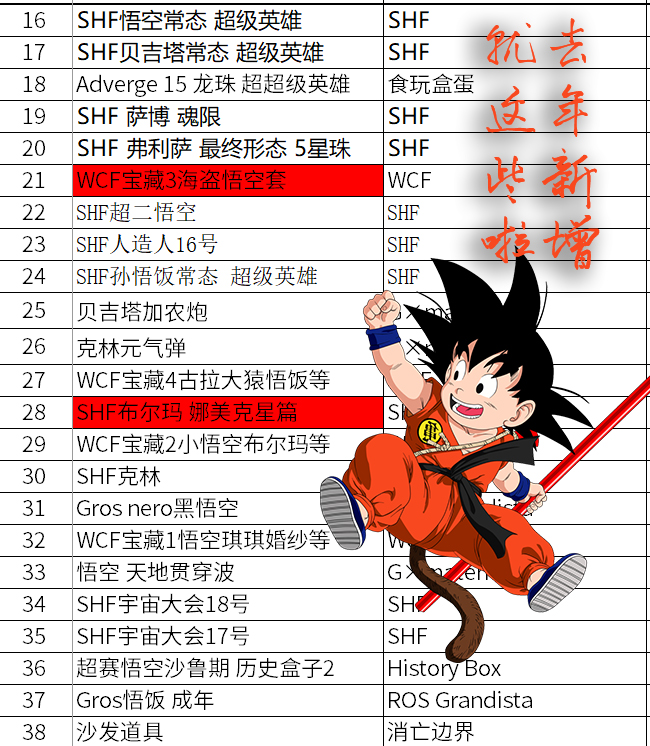 16 SHF悟空常态 超级英雄 SHF
17 SHF贝吉塔常态 超级英雄 SHF
18 Adverge 15 龙珠 超超级英雄 食玩盒蛋
19 SHF 萨博 魂限 SHF
20 SHF 弗利萨 最终形态 5星珠 SHF
21 WCF宝藏3海盗悟空套 WCF
22 SHF超二悟空 SHF
23 SHF人造人16号 SHF
24 SHF孙悟饭常态 超级英雄 SHF
25 贝吉塔加农炮
26 克林元气弹
27 WCF宝藏4古拉大猿悟饭等
28 SHF布尔玛 娜美克星篇
29 WCF宝藏2小悟空布尔玛等
30 SHF克林
31 Gros nero黑悟空
32 WCF宝藏1悟空琪琪婚纱等
33 悟空 天地贯穿波
34 SHF宇宙大会18号 SHF
35 SHF宇宙大会17号 SHF
36 超赛悟空沙鲁期 历史盒子2 History Box
37 Gros悟饭 成年 ROS Grandista
38 沙发道具 消亡边界
去年新增
就这些啦